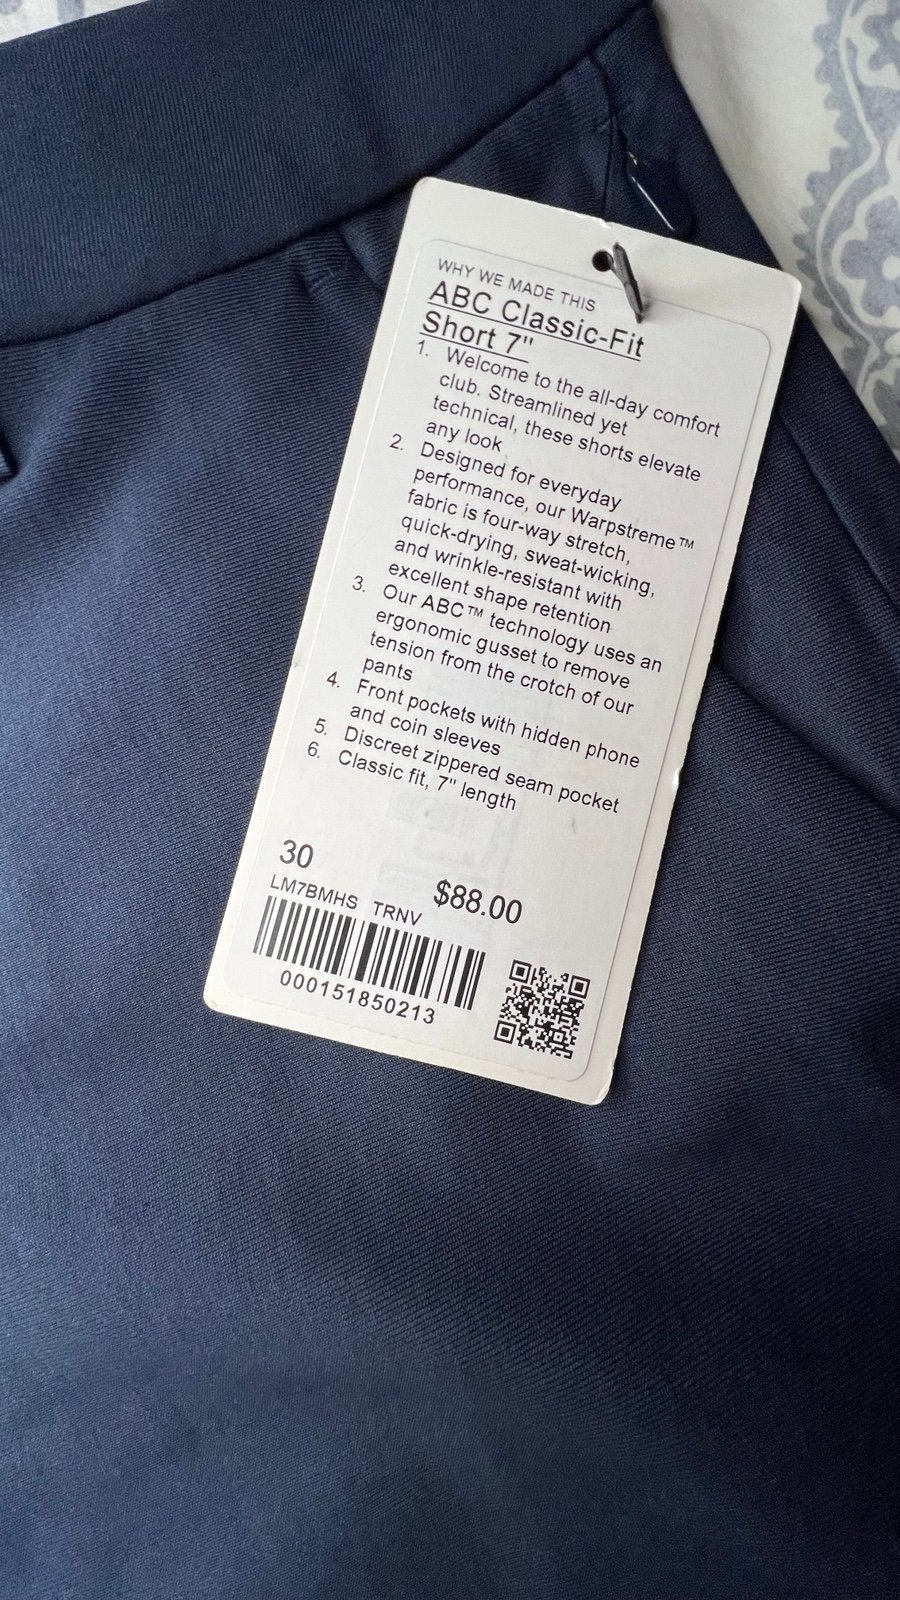 WHY WE MADE THIS
ABC Classic-Fit
Short 7"
1. Welcome to the all-day comfort
club. Streamlined yet
technical, these shorts elevate
any look
2. Designed for everyday
performance, our Warpstreme™
fabric is four-way stretch,
quick-drying, sweat-wicking,
and wrinkle-resistant with
excellent shape retention
3. Our ABC™ technology uses an
ergonomic gusset to remove
tension from the crotch of our
pants
4. Front pockets with hidden phone
and coin sleeves
5. Discreet zippered seam pocket
6. Classic fit, 7" length
30
LM7BMHS TRNV $88.00
000151850213